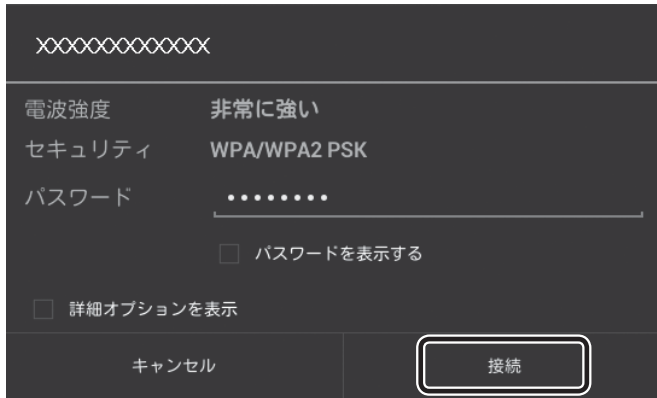 XXXXXXXXXXXXX
電波強度 非常に強い
セキュリティ WPA/WPA2 PSK
パスワード ••••••••
パスワードを表示する
詳細オプションを表示
キャンセル 接続